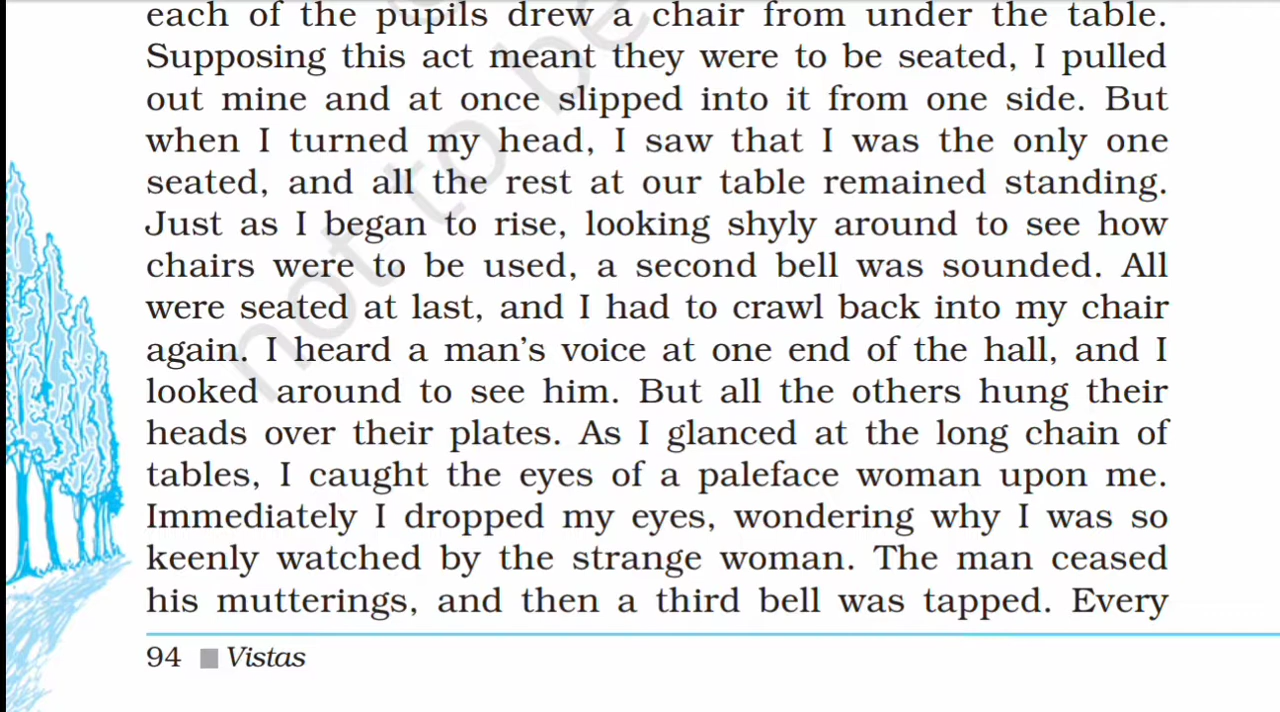 each of the pupils drew a chair from under the table.
Supposing this act meant they were to be seated, I pulled
out mine and at once slipped into it from one side. But
when I turned my head, I saw that I was the only one
seated, and all the rest at our table remained standing.
Just as I began to rise, looking shyly around to see how
chairs were to be used, a second bell was sounded. All
were seated at last, and I had to crawl back into my chair
again. I heard a man’s voice at one end of the hall, and I
looked around to see him. But all the others hung their
heads over their plates. As I glanced at the long chain of
tables, I caught the eyes of a paleface woman upon me.
Immediately I dropped my eyes, wondering why I was so
keenly watched by the strange woman. The man ceased
his mutterings, and then a third bell was tapped. Every
94 Vistas
not to be